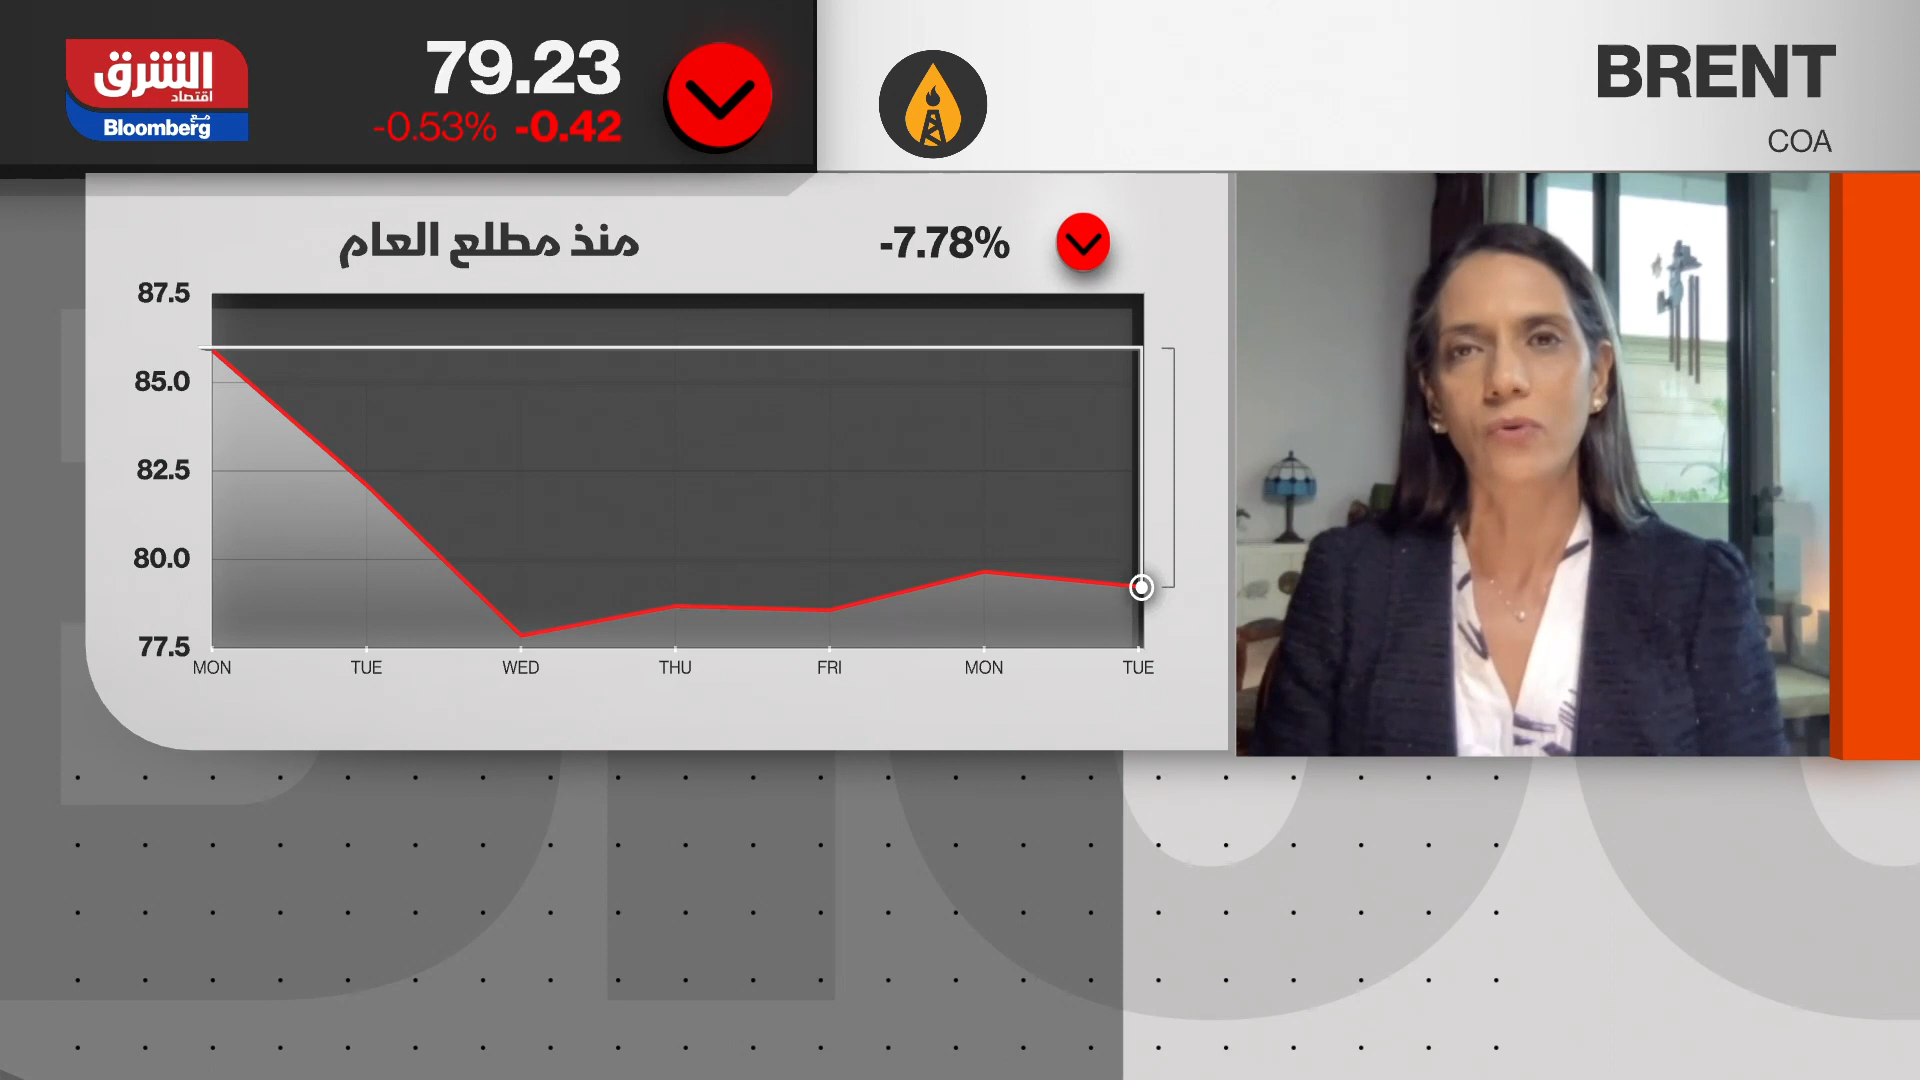 الشرق
اقتصاد
مع
Bloomberg
79.23
-0.53% -0.42
BRENT
COA
منذ مطلع العام
-7.78%
87.5
85.0
82.5
80.0
77.5
MON TUE WED THU FRI MON TUE